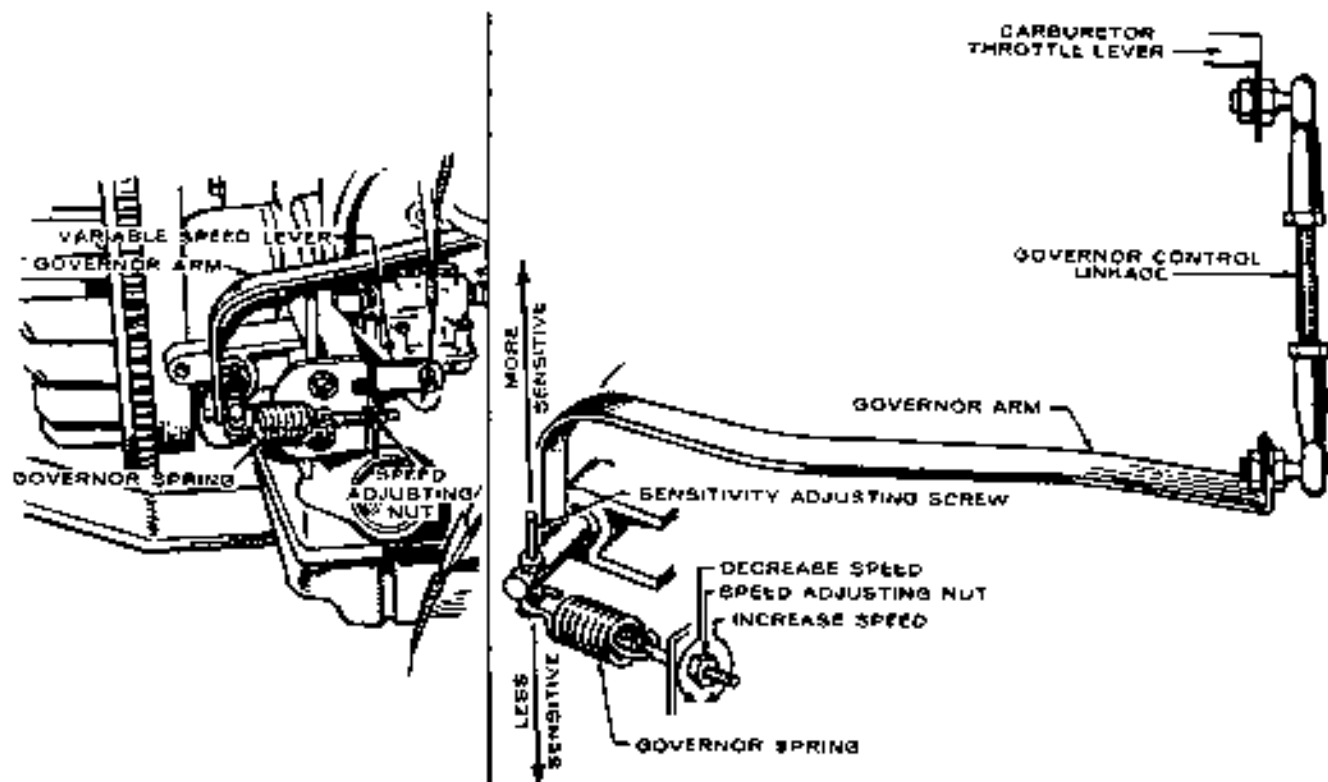 VARIABLE SPEED LEVER
GOVERNOR ARM
GOVERNOR SPRING
SPEED
ADJUSTING
NUT
CARBURETOR
THROTTLE LEVER
GOVERNOR CONTROL
LINKAGE
MORE
SENSITIVE
GOVERNOR ARM
SENSITIVITY ADJUSTING SCREW
DECREASE SPEED
SPEED ADJUSTING NUT
INCREASE SPEED
LESS
SENSITIVE
GOVERNOR SPRING